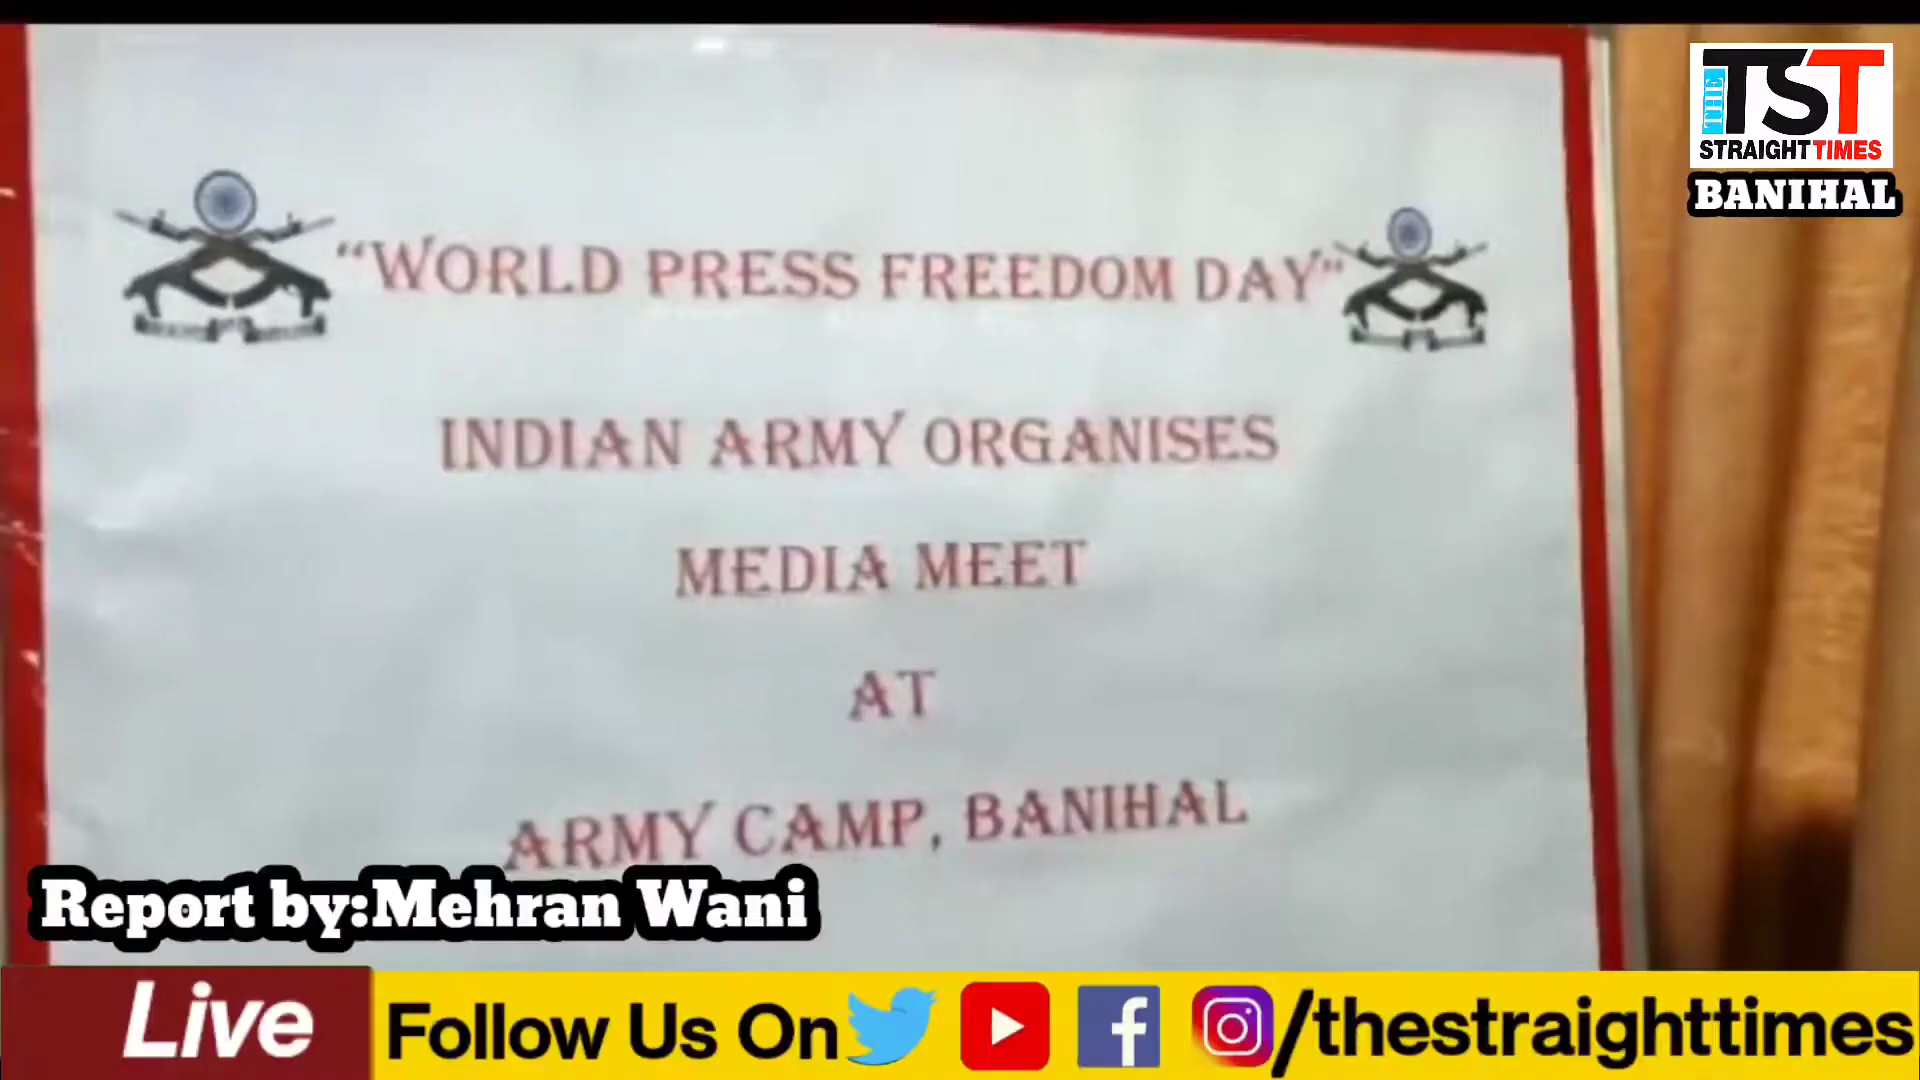 THE
TST
STRAIGHT TIMES
BANIHAL
“WORLD PRESS FREEDOM DAY”
INDIAN ARMY ORGANISES
MEDIA MEET
AT
ARMY CAMP, BANIHAL
Report by:Mehran Wani
Live
Follow Us On /thestraighttimes